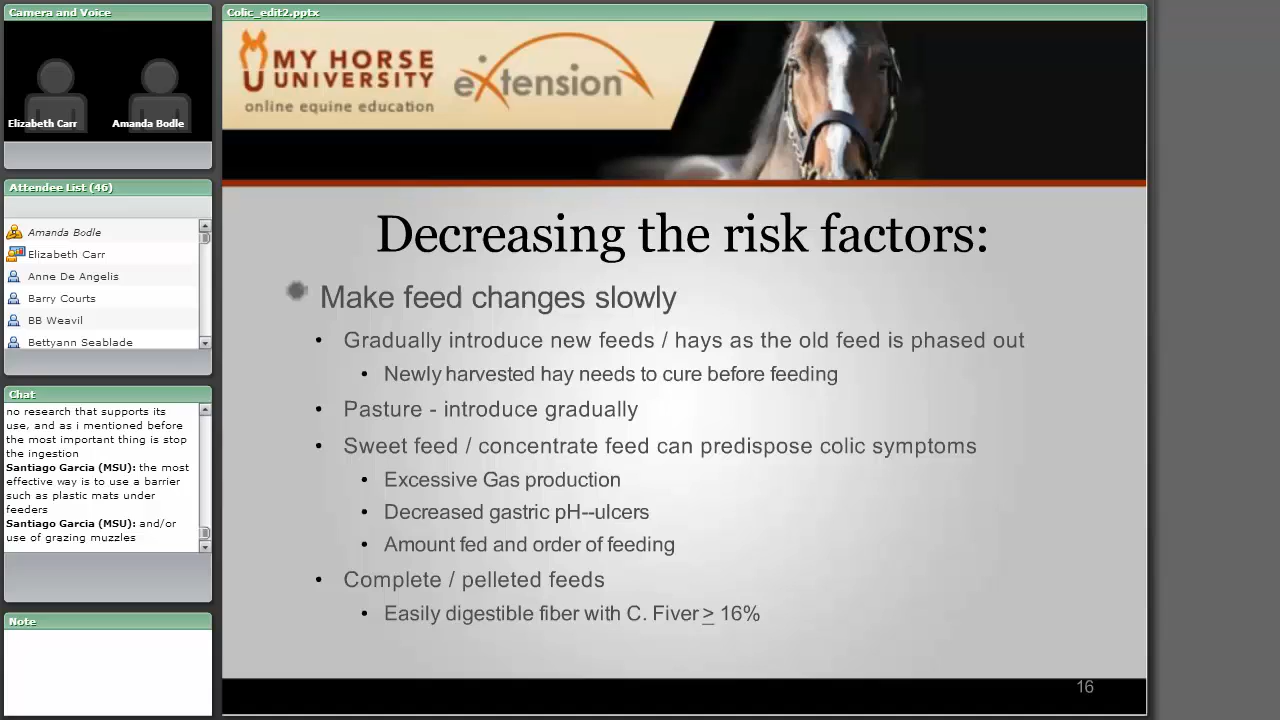 Camera and Voice
Elizabeth Carr
Amanda Bodle
Attendee List (46)
Amanda Bodle
Elizabeth Carr
Anne De Angelis
Barry Courts
BB Weavil
Bettyann Seablade
Chat
no research that supports its
use, and as i mentioned before
the most important thing is stop
the ingestion
Santiago Garcia (MSU): the most
effective way is to use a barrier
such as plastic mats under
feeders
Santiago Garcia (MSU): and/or
use of grazing muzzles
Note
Colic_edit2.pptx
MY HORSE
UNIVERSITY
online equine education
eXtension
Decreasing the risk factors:
Make feed changes slowly
• Gradually introduce new feeds / hays as the old feed is phased out
• Newly harvested hay needs to cure before feeding
• Pasture - introduce gradually
• Sweet feed / concentrate feed can predispose colic symptoms
• Excessive Gas production
• Decreased gastric pH--ulcers
• Amount fed and order of feeding
• Complete / pelleted feeds
• Easily digestible fiber with C. Fiver ≥ 16%
16